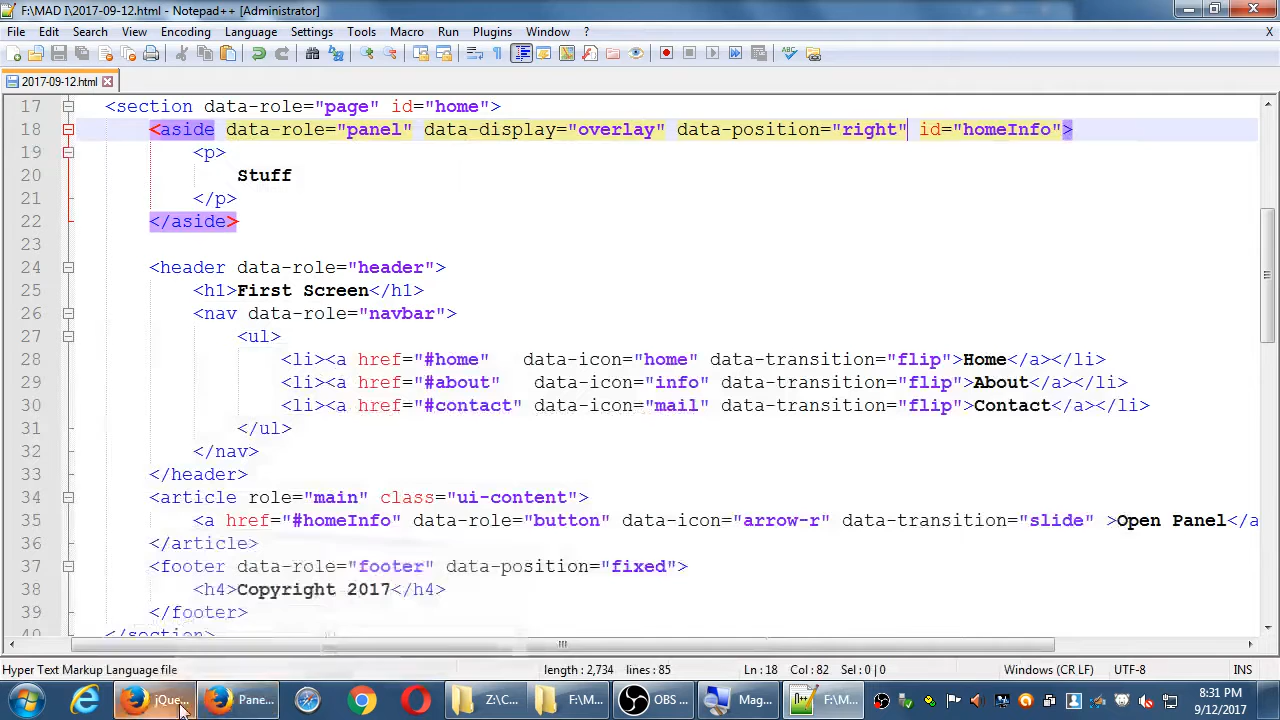 F:\MAD I\2017-09-12.html - Notepad++ [Administrator]
File Edit Search View Encoding Language Settings Tools Macro Run Plugins Window ? X
2017-09-12.html
17 <section data-role="page" id="home">
18 <aside data-role="panel" data-display="overlay" data-position="right" id="homeInfo">
19 <p>
20 Stuff
21 </p>
22 </aside>
23
24 <header data-role="header">
25 <h1>First Screen</h1>
26 <nav data-role="navbar">
27 <ul>
28 <li><a href="#home" data-icon="home" data-transition="flip">Home</a></li>
29 <li><a href="#about" data-icon="info" data-transition="flip">About</a></li>
30 <li><a href="#contact" data-icon="mail" data-transition="flip">Contact</a></li>
31 </ul>
32 </nav>
33 </header>
34 <article role="main" class="ui-content">
35 <a href="#homeInfo" data-role="button" data-icon="arrow-r" data-transition="slide" >Open Panel</a
36 </article>
37 <footer data-role="footer" data-position="fixed">
38 <h4>Copyright 2017</h4>
39 </footer>
40 </section>
Hyper Text Markup Language file length : 2,734 lines : 85 Ln : 18 Col : 82 Sel : 0 | 0 Windows (CR LF) UTF-8 INS
jQue... Pane... Z:\C... F:\M... OBS ... Mag... F:\M... 8:31 PM
9/12/2017